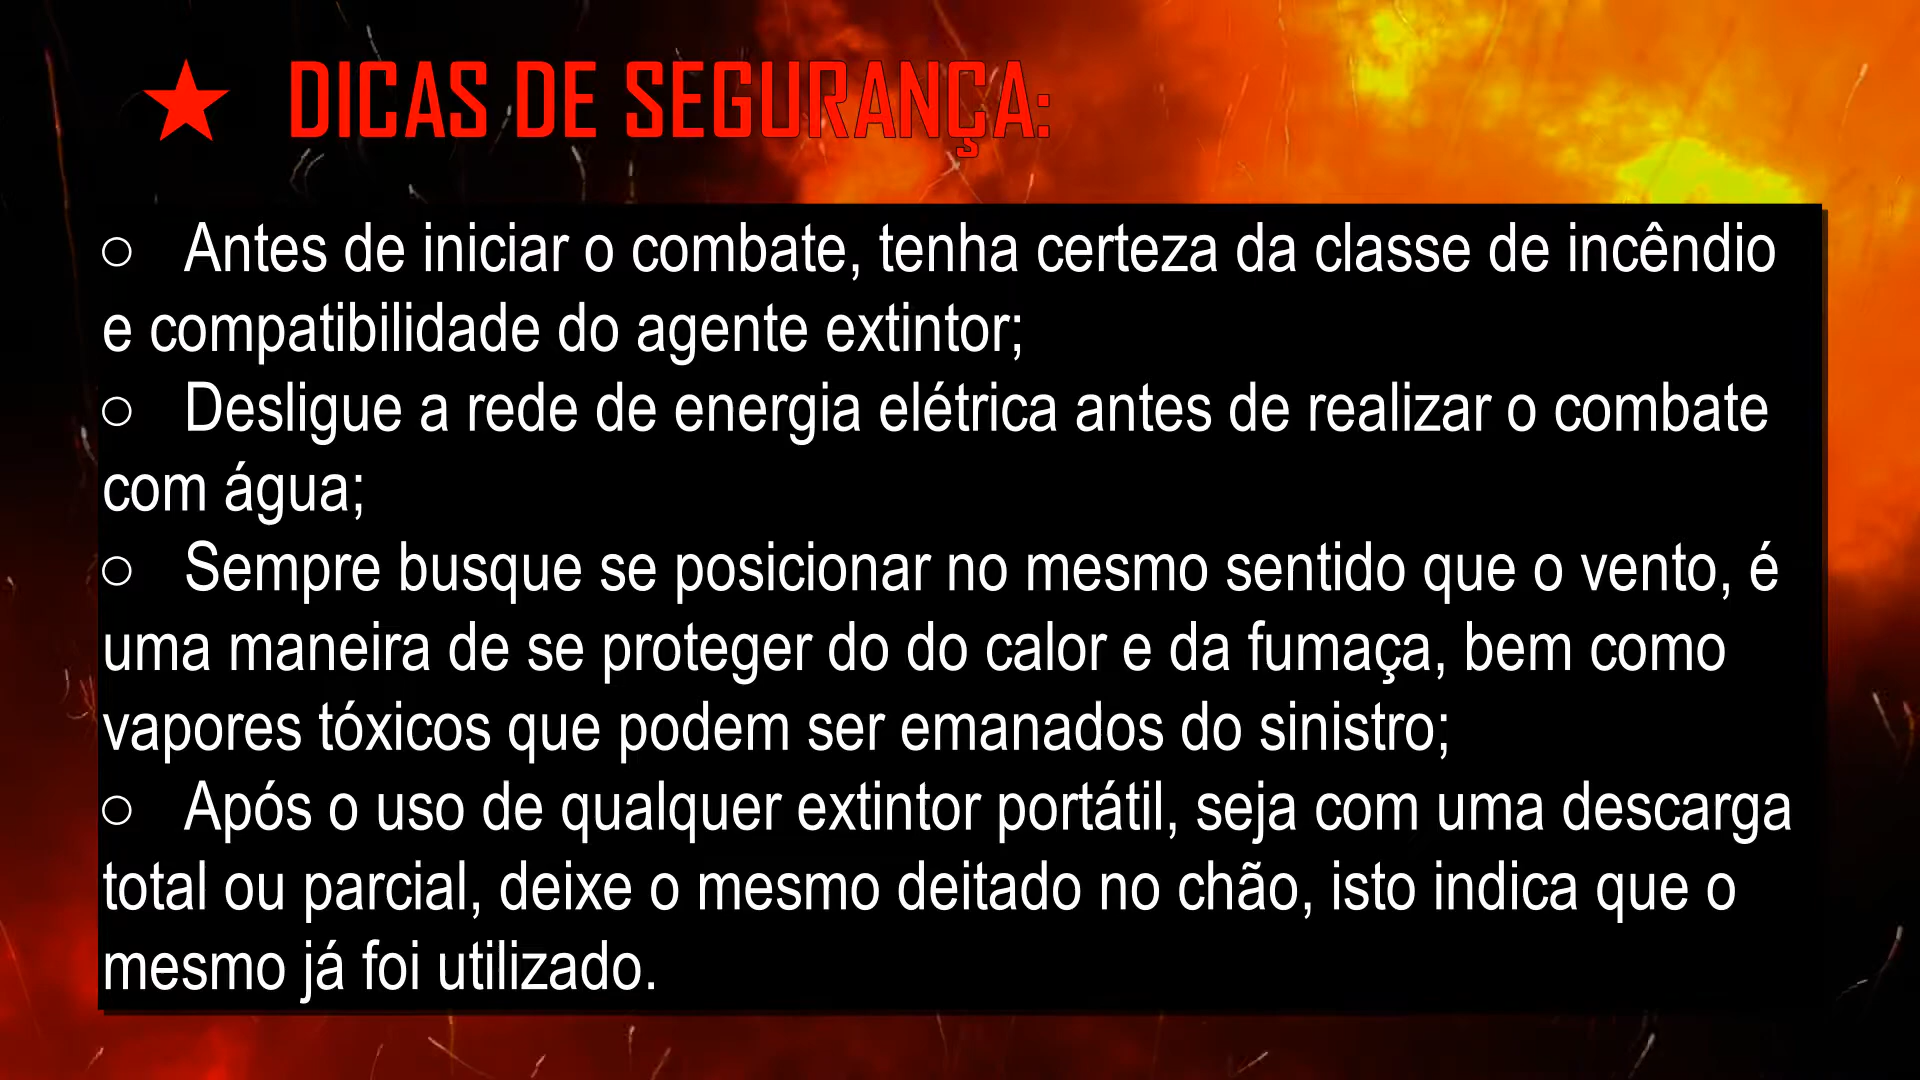 ★ DICAS DE SEGURANÇA:
○ Antes de iniciar o combate, tenha certeza da classe de incêndio
e compatibilidade do agente extintor;
○ Desligue a rede de energia elétrica antes de realizar o combate
com água;
○ Sempre busque se posicionar no mesmo sentido que o vento, é
uma maneira de se proteger do do calor e da fumaça, bem como
vapores tóxicos que podem ser emanados do sinistro;
○ Após o uso de qualquer extintor portátil, seja com uma descarga
total ou parcial, deixe o mesmo deitado no chão, isto indica que o
mesmo já foi utilizado.